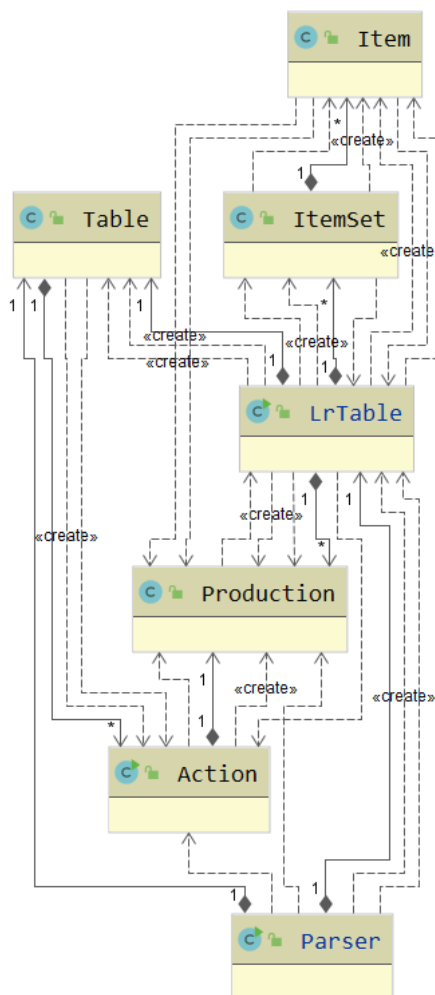 C Item
*
«create»
1
C Table
C ItemSet
«create»
1
1
1
*
«create»
«create»
«create»
1
1
C LrTable
1
1
«create»
«create»
*
C Production
1
«create»
«create»
1
*
C Action
1
1
C Parser